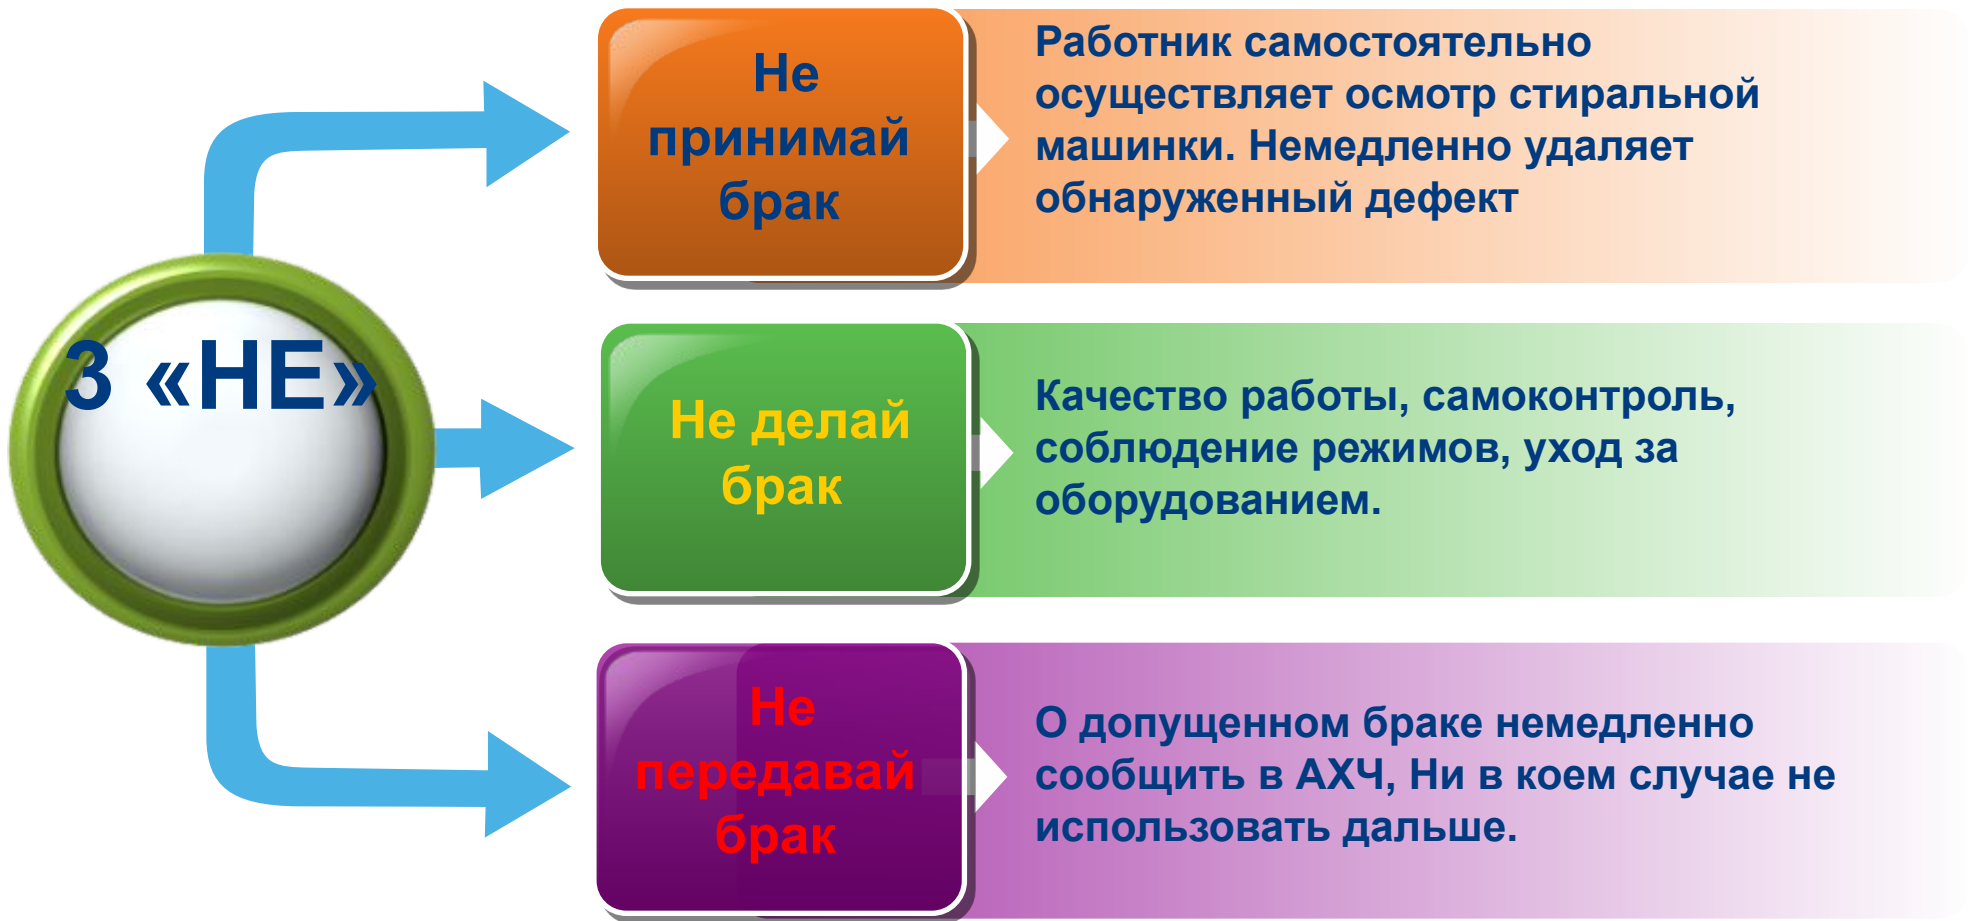 3 «НЕ»
Не
принимай
брак
Работник самостоятельно
осуществляет осмотр стиральной
машинки. Немедленно удаляет
обнаруженный дефект
Не делай
брак
Качество работы, самоконтроль,
соблюдение режимов, уход за
оборудованием.
Не
передавай
брак
О допущенном браке немедленно
сообщить в АХЧ, Ни в коем случае не
использовать дальше.